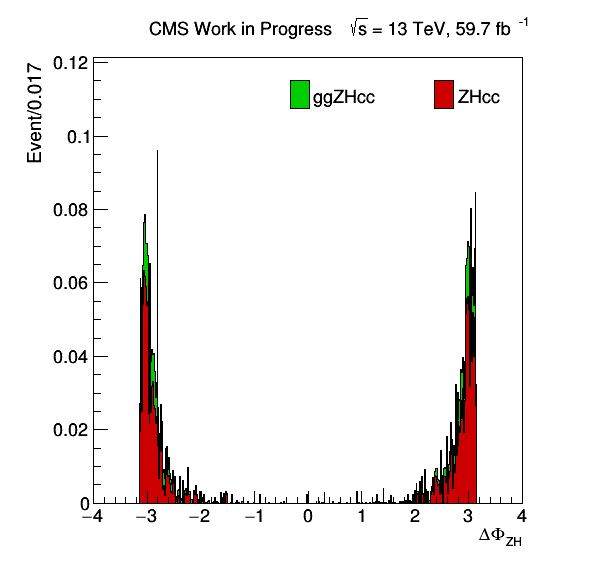 CMS Work in Progress √s = 13 TeV, 59.7 fb⁻¹
Event/0.017
0.12
ggZHcc ZHcc
0.1
0.08
0.06
0.04
0.02
0
−4 −3 −2 −1 0 1 2 3 4
ΔΦ_ZH